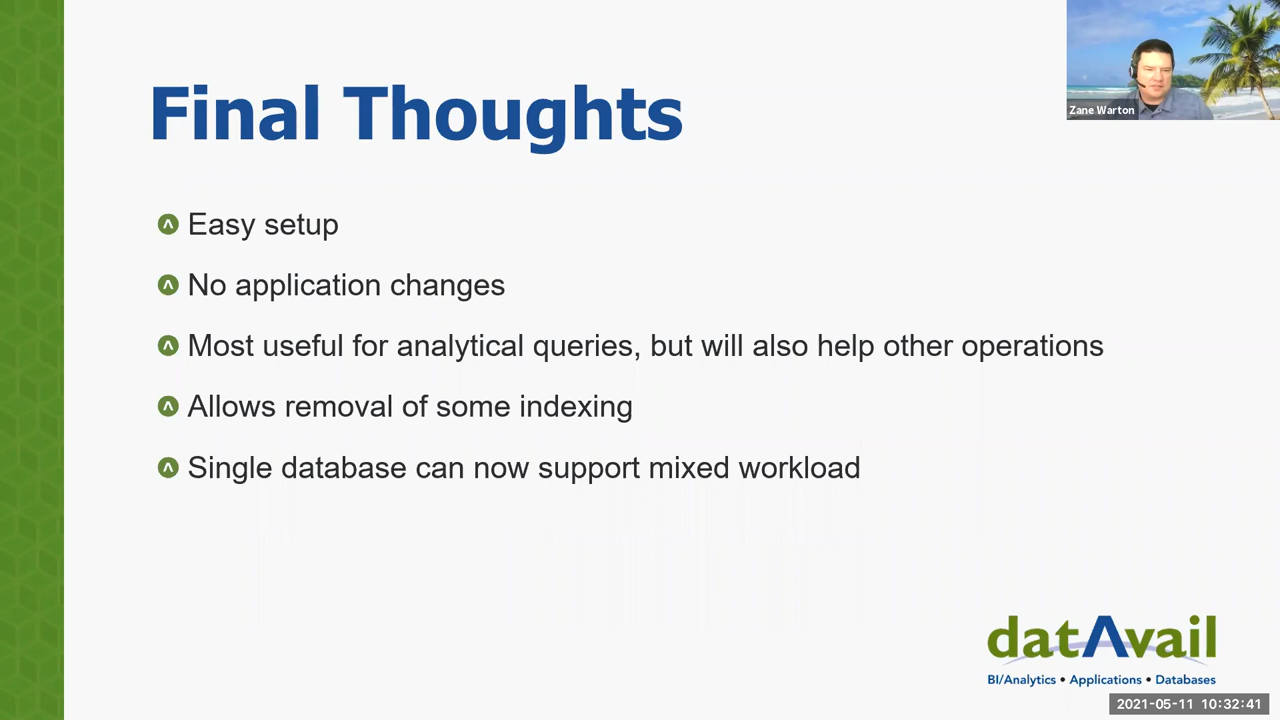 Final Thoughts
Easy setup
No application changes
Most useful for analytical queries, but will also help other operations
Allows removal of some indexing
Single database can now support mixed workload
Zane Warton
datAvail
BI/Analytics • Applications • Databases
2021-05-11 10:32:41